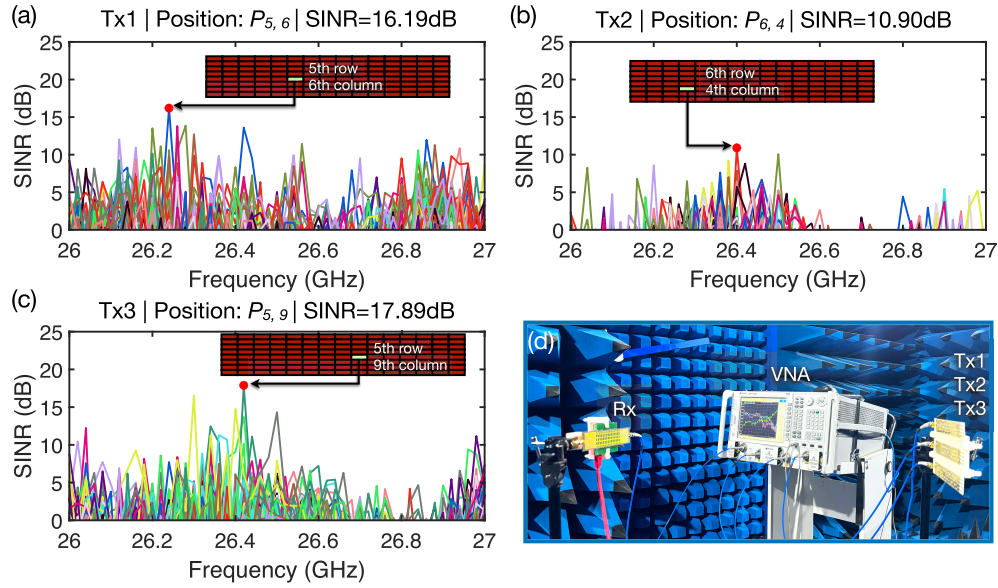 (a) Tx1 | Position: P5, 6 | SINR=16.19dB
25
20
15
10
5
0
SINR (dB)
5th row
6th column
26 26.2 26.4 26.6 26.8 27
Frequency (GHz)
(b) Tx2 | Position: P6, 4 | SINR=10.90dB
25
20
15
10
5
0
SINR (dB)
6th row
4th column
26 26.2 26.4 26.6 26.8 27
Frequency (GHz)
(c) Tx3 | Position: P5, 9 | SINR=17.89dB
25
20
15
10
5
0
SINR (dB)
5th row
9th column
26 26.2 26.4 26.6 26.8 27
Frequency (GHz)
(d)
Tx1
VNA
Tx2
Rx
Tx3